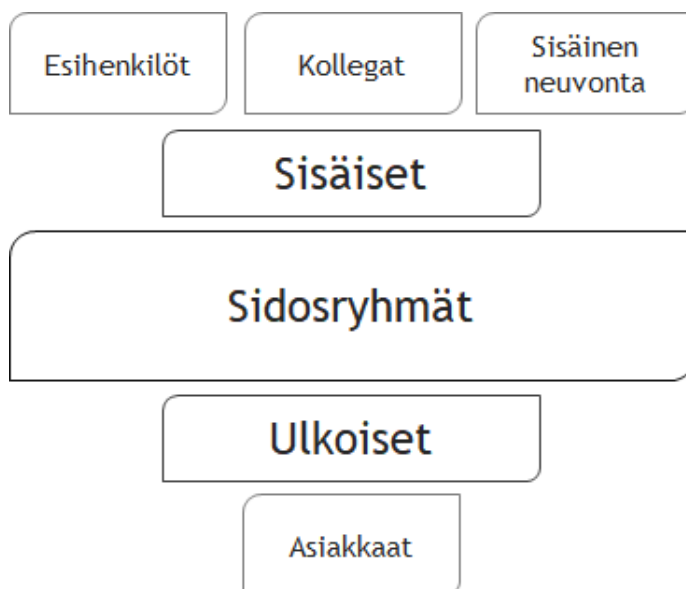 Esihenkilöt
Kollegat
Sisäinen
neuvonta
Sisäiset
Sidosryhmät
Ulkoiset
Asiakkaat